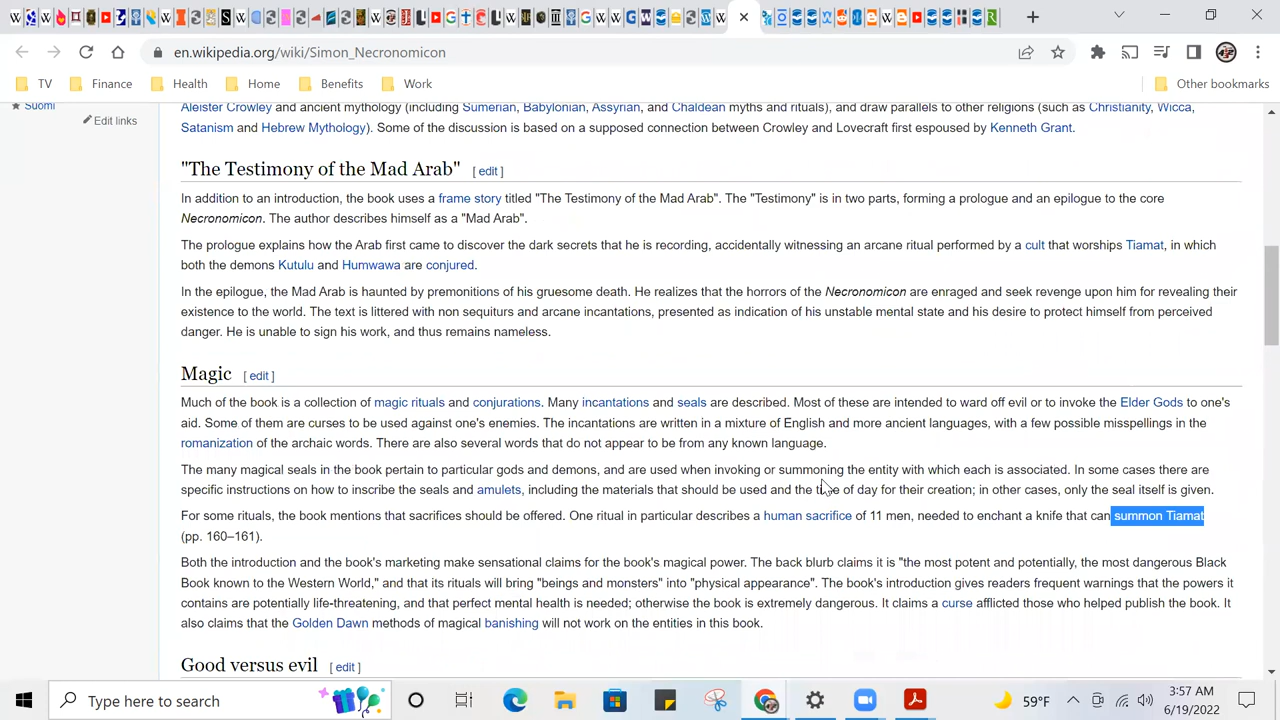 en.wikipedia.org/wiki/Simon_Necronomicon
TV Finance Health Home Benefits Work Other bookmarks
Suomi
Edit links
Aleister Crowley and ancient mythology (including Sumerian, Babylonian, Assyrian, and Chaldean myths and rituals), and draw parallels to other religions (such as Christianity, Wicca,
Satanism and Hebrew Mythology). Some of the discussion is based on a supposed connection between Crowley and Lovecraft first espoused by Kenneth Grant.
"The Testimony of the Mad Arab" [ edit ]
In addition to an introduction, the book uses a frame story titled "The Testimony of the Mad Arab". The "Testimony" is in two parts, forming a prologue and an epilogue to the core
Necronomicon. The author describes himself as a "Mad Arab".
The prologue explains how the Arab first came to discover the dark secrets that he is recording, accidentally witnessing an arcane ritual performed by a cult that worships Tiamat, in which
both the demons Kutulu and Humwawa are conjured.
In the epilogue, the Mad Arab is haunted by premonitions of his gruesome death. He realizes that the horrors of the Necronomicon are enraged and seek revenge upon him for revealing their
existence to the world. The text is littered with non sequiturs and arcane incantations, presented as indication of his unstable mental state and his desire to protect himself from perceived
danger. He is unable to sign his work, and thus remains nameless.
Magic [ edit ]
Much of the book is a collection of magic rituals and conjurations. Many incantations and seals are described. Most of these are intended to ward off evil or to invoke the Elder Gods to one's
aid. Some of them are curses to be used against one's enemies. The incantations are written in a mixture of English and more ancient languages, with a few possible misspellings in the
romanization of the archaic words. There are also several words that do not appear to be from any known language.
The many magical seals in the book pertain to particular gods and demons, and are used when invoking or summoning the entity with which each is associated. In some cases there are
specific instructions on how to inscribe the seals and amulets, including the materials that should be used and the time of day for their creation; in other cases, only the seal itself is given.
For some rituals, the book mentions that sacrifices should be offered. One ritual in particular describes a human sacrifice of 11 men, needed to enchant a knife that can summon Tiamat
(pp. 160–161).
Both the introduction and the book's marketing make sensational claims for the book's magical power. The back blurb claims it is "the most potent and potentially, the most dangerous Black
Book known to the Western World," and that its rituals will bring "beings and monsters" into "physical appearance". The book's introduction gives readers frequent warnings that the powers it
contains are potentially life-threatening, and that perfect mental health is needed; otherwise the book is extremely dangerous. It claims a curse afflicted those who helped publish the book. It
also claims that the Golden Dawn methods of magical banishing will not work on the entities in this book.
Good versus evil [ edit ]
Type here to search
59°F
3:57 AM
6/19/2022